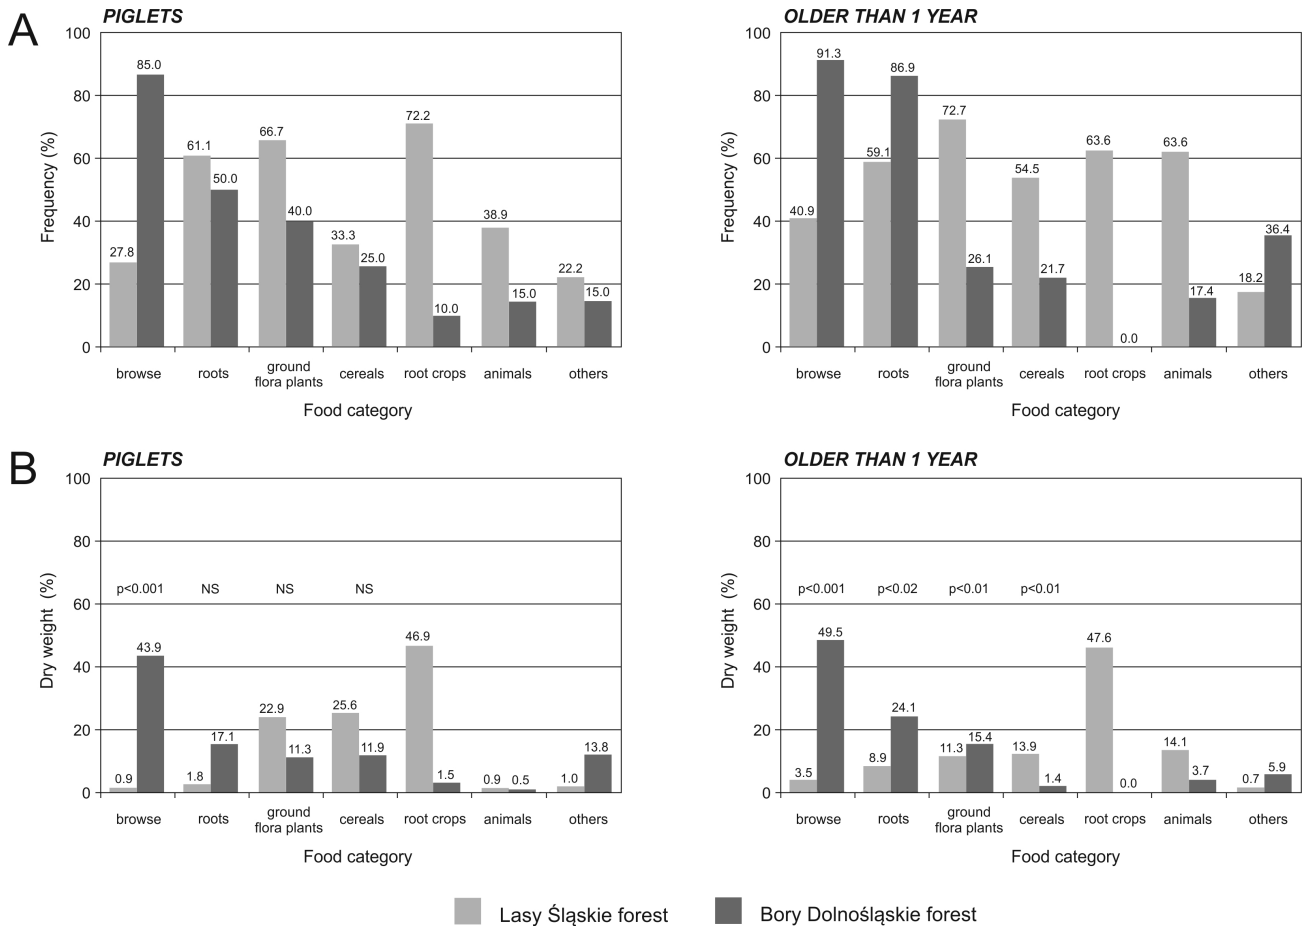 A
PIGLETS
100
80
60
40
20
0
Frequency (%)
27.8
85.0
61.1
50.0
66.7
40.0
33.3
25.0
72.2
10.0
38.9
15.0
22.2
15.0
browse
roots
ground
flora plants
cereals
root crops
animals
others
Food category
OLDER THAN 1 YEAR
100
80
60
40
20
0
Frequency (%)
40.9
91.3
59.1
86.9
72.7
26.1
54.5
21.7
63.6
0.0
63.6
17.4
18.2
36.4
browse
roots
ground
flora plants
cereals
root crops
animals
others
Food category
B
PIGLETS
100
80
60
40
20
0
Dry weight (%)
p<0.001
NS
NS
NS
0.9
43.9
1.8
17.1
22.9
11.3
25.6
11.9
46.9
1.5
0.9
0.5
1.0
13.8
browse
roots
ground
flora plants
cereals
root crops
animals
others
Food category
OLDER THAN 1 YEAR
100
80
60
40
20
0
Dry weight (%)
p<0.001
p<0.02
p<0.01
p<0.01
3.5
49.5
8.9
24.1
11.3
15.4
13.9
1.4
47.6
0.0
14.1
3.7
0.7
5.9
browse
roots
ground
flora plants
cereals
root crops
animals
others
Food category
Lasy Śląskie forest
Bory Dolnośląskie forest